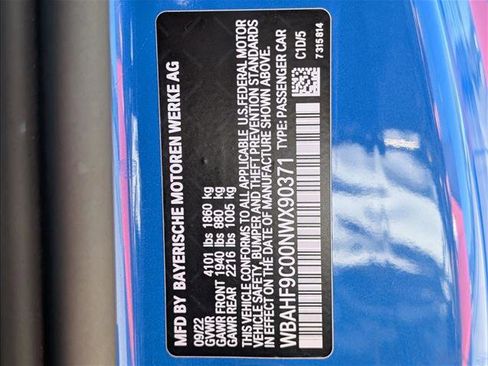 MFD BY BAYERISCHE MOTOREN WERKE AG
09/22
GVWR 4101 lbs 1860 kg
GAWR FRONT 1940 lbs 880 kg
GAWR REAR 2216 lbs 1005 kg
THIS VEHICLE CONFORMS TO ALL APPLICABLE U.S. FEDERAL MOTOR
VEHICLE SAFETY, BUMPER AND THEFT PREVENTION STANDARDS
IN EFFECT ON THE DATE OF MANUFACTURE SHOWN ABOVE.
WBAHF9C00NWX90371 TYPE: PASSENGER CAR
C1D/5
7315814